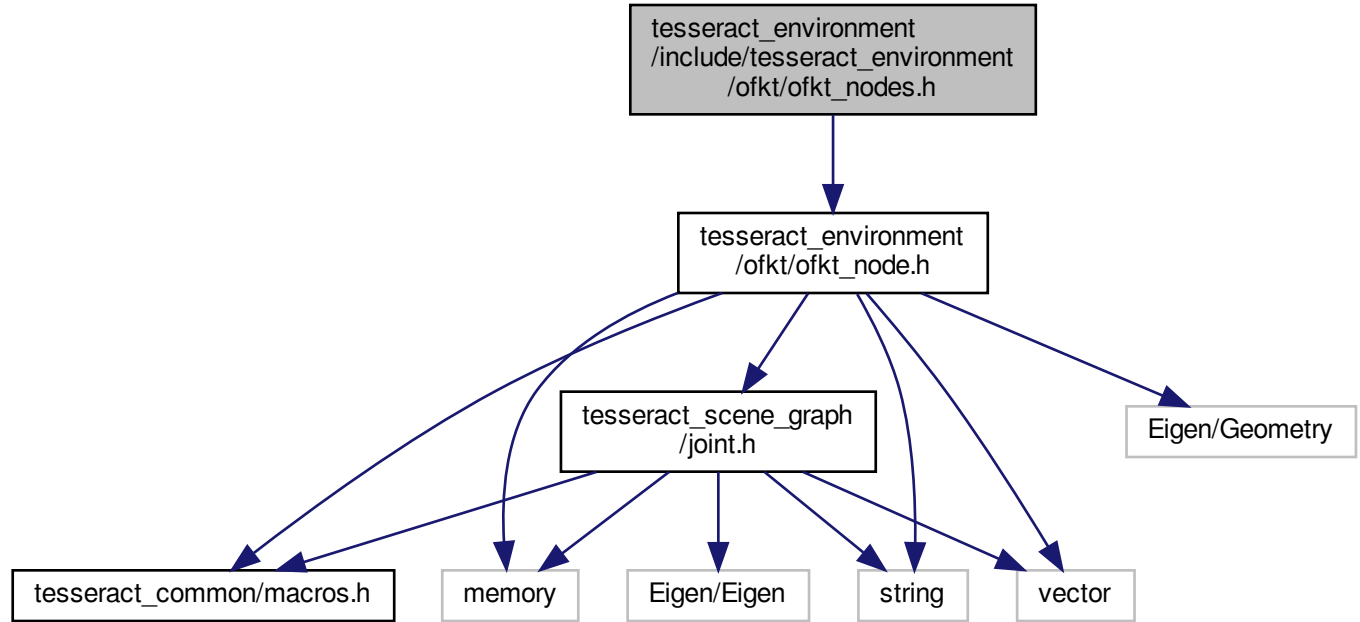 tesseract_environment
/include/tesseract_environment
/ofkt/ofkt_nodes.h
tesseract_environment
/ofkt/ofkt_node.h
tesseract_scene_graph
/joint.h
Eigen/Geometry
tesseract_common/macros.h
memory
Eigen/Eigen
string
vector